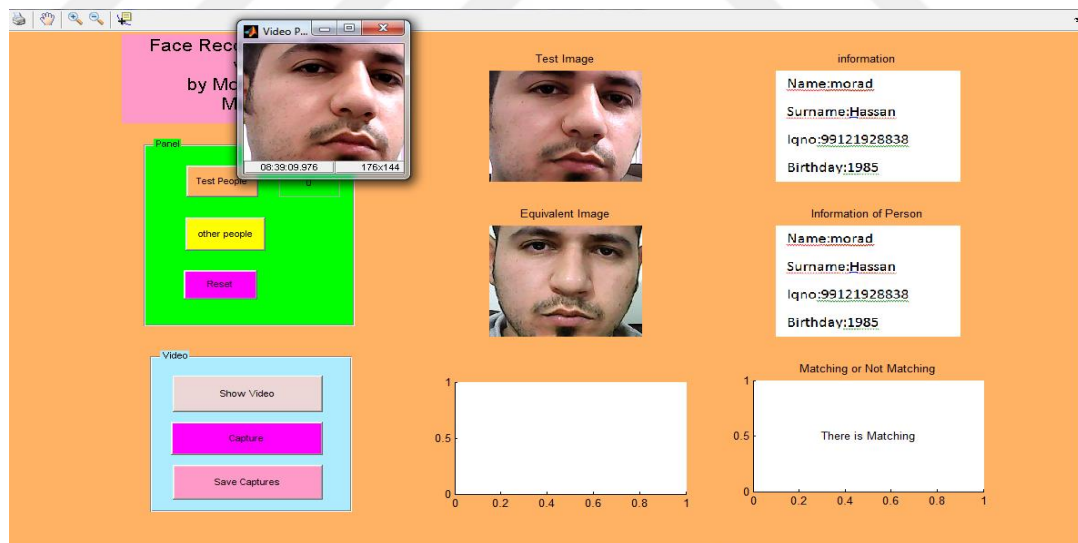 Face Reco
by Mo
M
Video P...
08:39:09.976 176x144
Panel
Test People 0
other people
Reset
Video
Show Video
Capture
Save Captures
Test Image
Equivalent Image
1
0.5
0
0 0.2 0.4 0.6 0.8 1
information
Name:morad
Surname:Hassan
Iqno:99121928838
Birthday:1985
Information of Person
Name:morad
Surname:Hassan
Iqno:99121928838
Birthday:1985
Matching or Not Matching
1
0.5
0
There is Matching
0 0.2 0.4 0.6 0.8 1